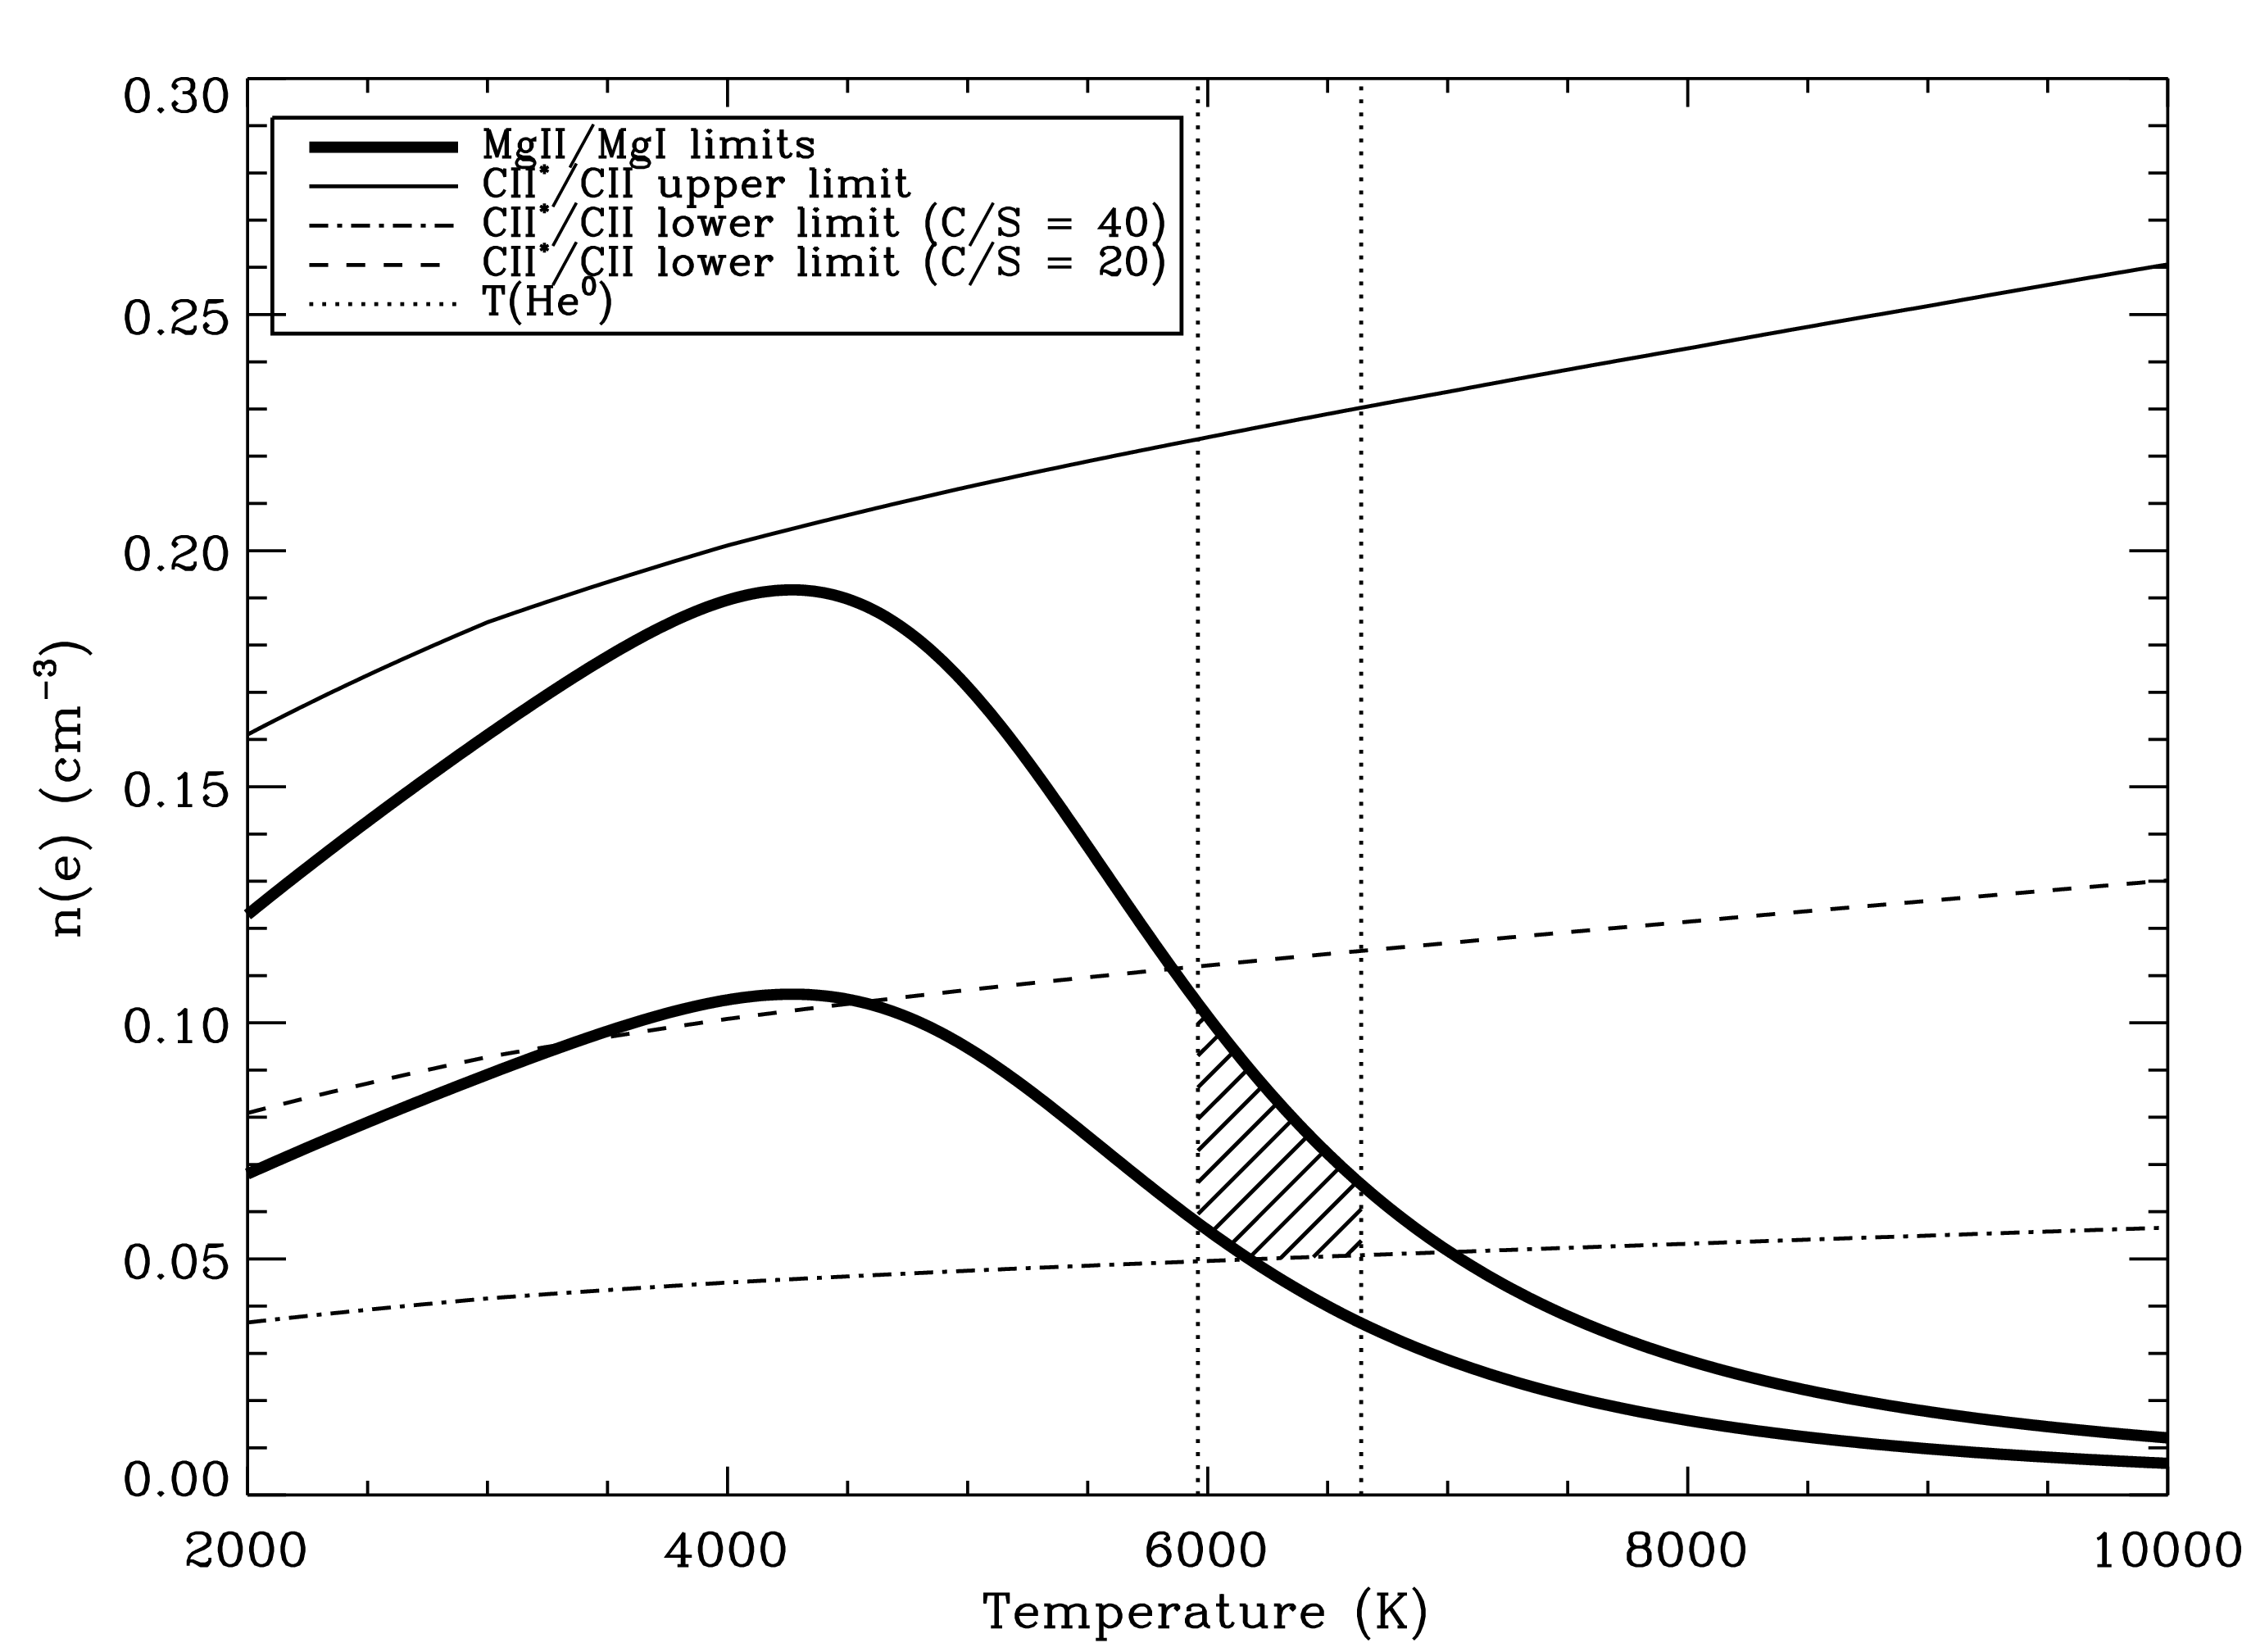 0.30
MgII/MgI limits
CII*/CII upper limit
CII*/CII lower limit (C/S = 40)
CII*/CII lower limit (C/S = 20)
T(He⁰)
0.25
0.20
0.15
0.10
0.05
0.00
n(e) (cm⁻³)
2000 4000 6000 8000 10000
Temperature (K)